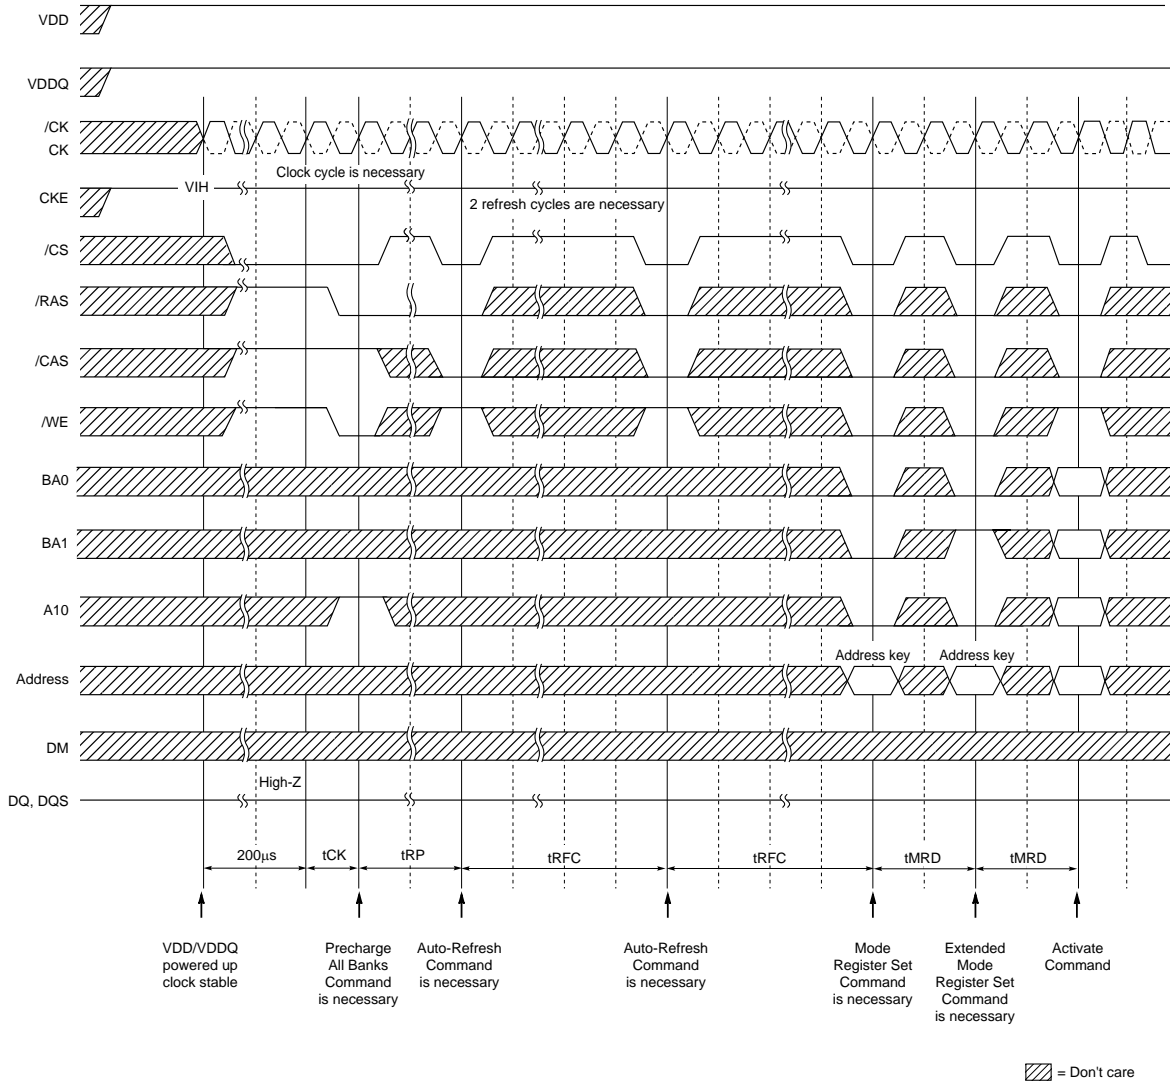 VDD
VDDQ
/CK
CK
Clock cycle is necessary
VIH
CKE
2 refresh cycles are necessary
/CS
/RAS
/CAS
/WE
BA0
BA1
A10
Address key
Address key
Address
DM
High-Z
DQ, DQS
200μs
tCK
tRP
tRFC
tRFC
tMRD
tMRD
VDD/VDDQ
powered up
clock stable
Precharge
All Banks
Command
is necessary
Auto-Refresh
Command
is necessary
Auto-Refresh
Command
is necessary
Mode
Register Set
Command
is necessary
Extended
Mode
Register Set
Command
is necessary
Activate
Command
= Don't care